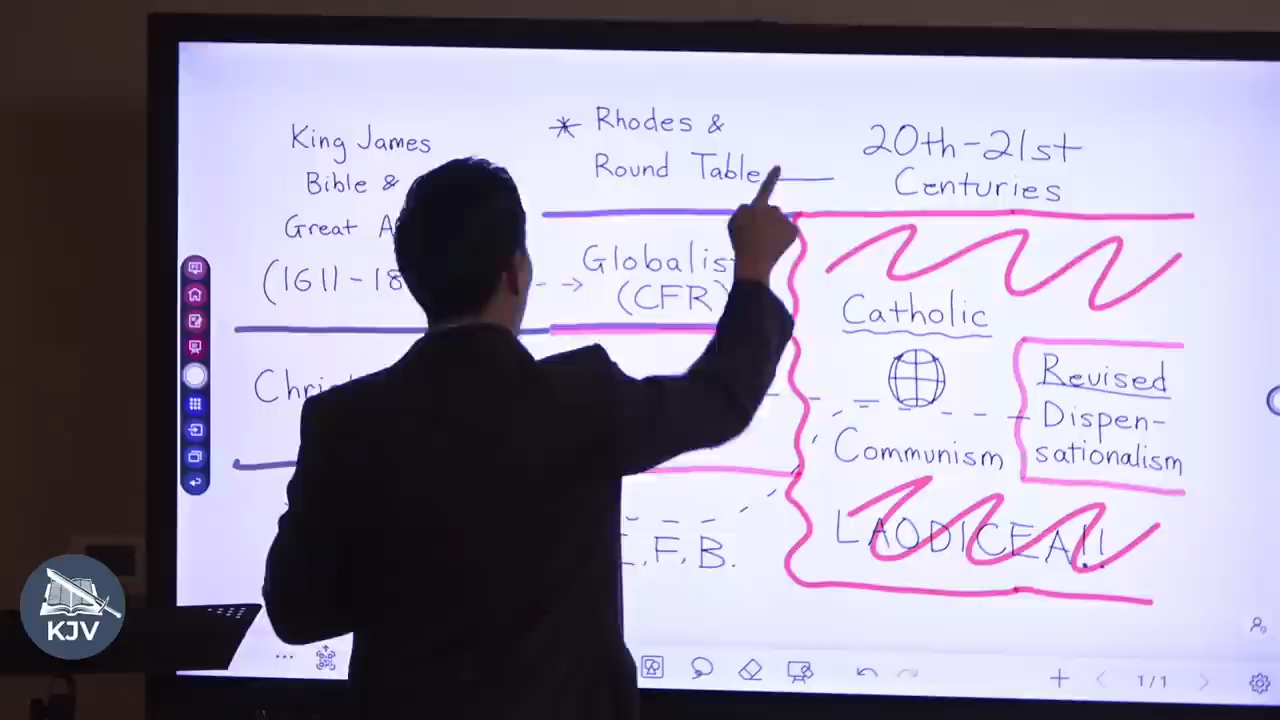 King James
Bible &
Great
(1611-18
* Rhodes &
Round Table
Globalis
(CFR)
20th-21st
Centuries
Catholic
Communism
LAODICEA!!
Revised
Dispen-
sationalism
Chris
F.B.
KJV
1/1